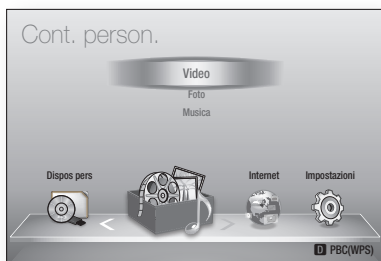 Cont. person.
Video
Foto
Musica
Dispos pers
Internet
Impostazioni
D PBC(WPS)